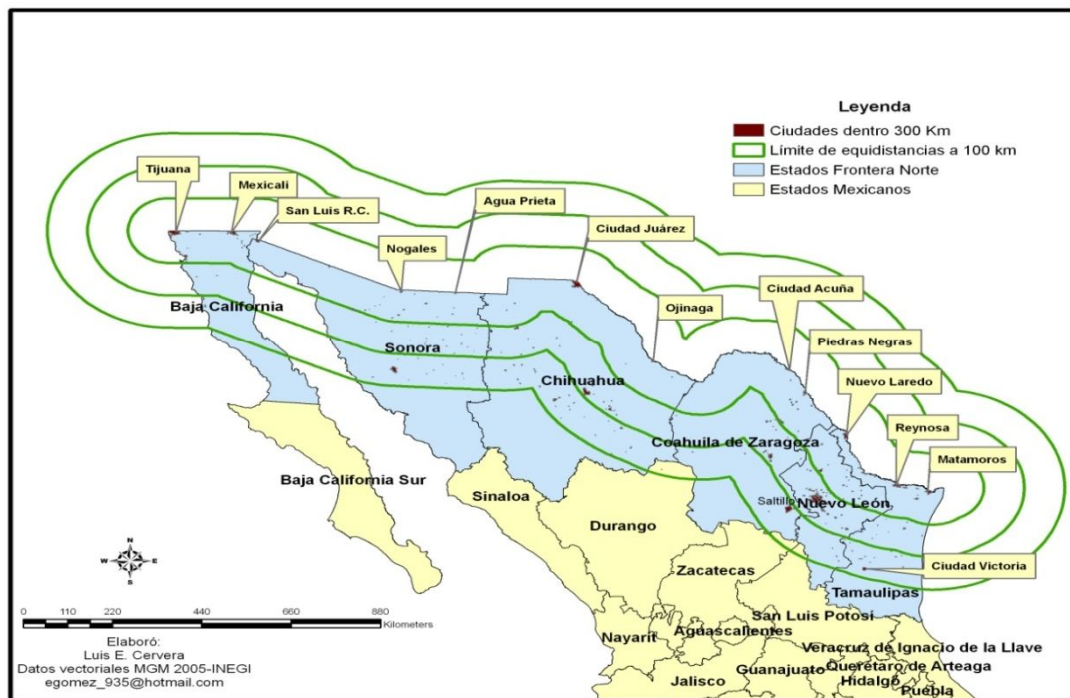 Leyenda
Ciudades dentro 300 Km
Límite de equidistancias a 100 km
Estados Frontera Norte
Estados Mexicanos
Tijuana
Mexicali
San Luis R.C.
Agua Prieta
Nogales
Ciudad Juárez
Ciudad Acuña
Ojinaga
Baja California
Piedras Negras
Sonora
Nuevo Laredo
Chihuahua
Reynosa
Coahuila de Zaragoza
Matamoros
Baja California Sur
Sinaloa
Saltillo
Nuevo León
Durango
Ciudad Victoria
Zacatecas
Tamaulipas
San Luis Potosí
Nayarit
Aguascalientes
Veracruz de Ignacio de la Llave
Guanajuato
Querétaro de Arteaga
Jalisco
Hidalgo
Puebla
N
W E
S
0 110 220 440 660 880
Kilometers
Elaboró:
Luis E. Cervera
Datos vectoriales MGM 2005-INEGI
egomez_935@hotmail.com